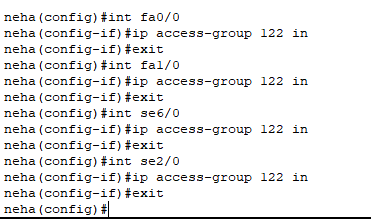 neha(config)#int fa0/0
neha(config-if)#ip access-group 122 in
neha(config-if)#exit
neha(config)#int fa1/0
neha(config-if)#ip access-group 122 in
neha(config-if)#exit
neha(config)#int se6/0
neha(config-if)#ip access-group 122 in
neha(config-if)#exit
neha(config)#int se2/0
neha(config-if)#ip access-group 122 in
neha(config-if)#exit
neha(config)#